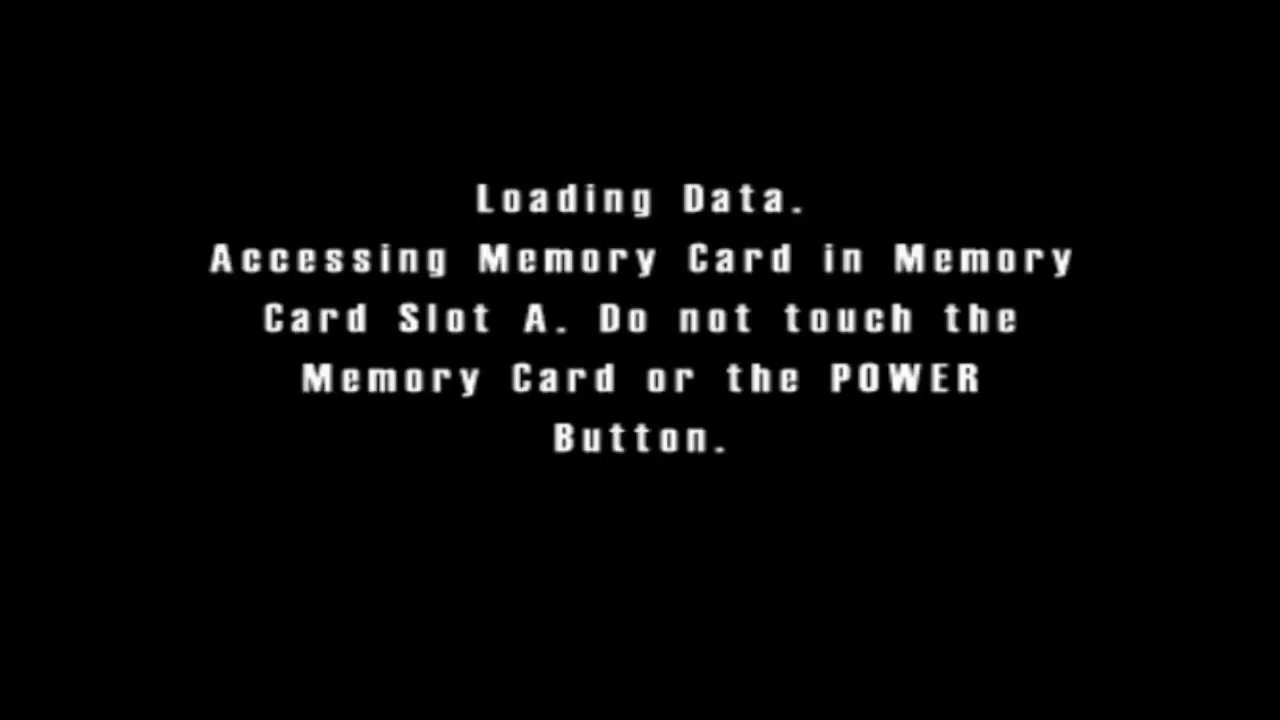 Loading Data.
Accessing Memory Card in Memory
Card Slot A. Do not touch the
Memory Card or the POWER
Button.